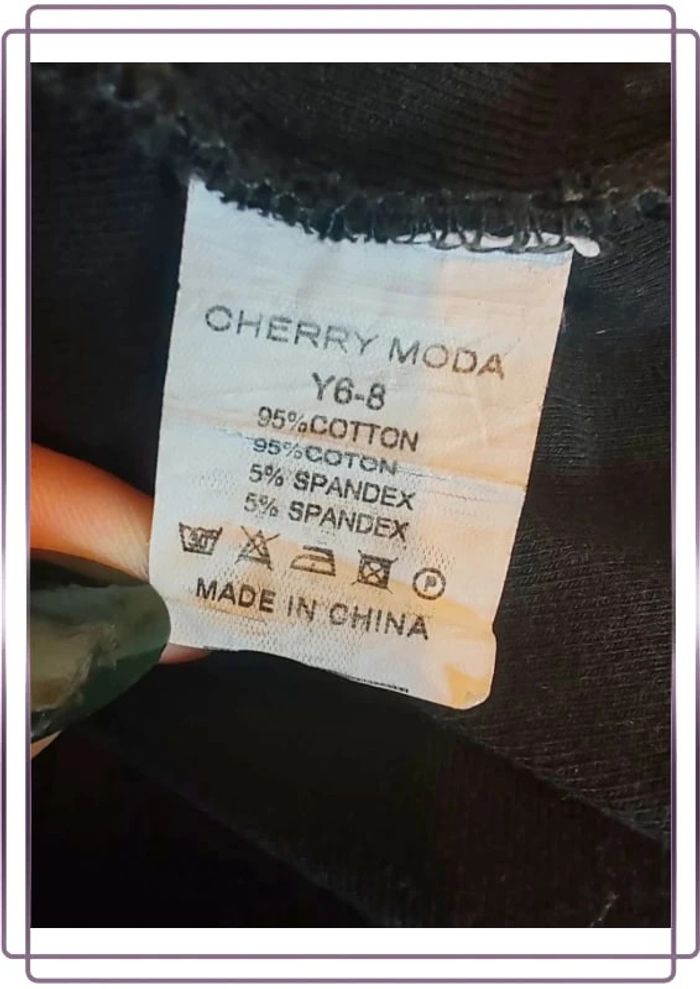 CHERRY MODA
Y6-8
95%COTTON
95%COTON
5% SPANDEX
5% SPANDEX
30
P
MADE IN CHINA